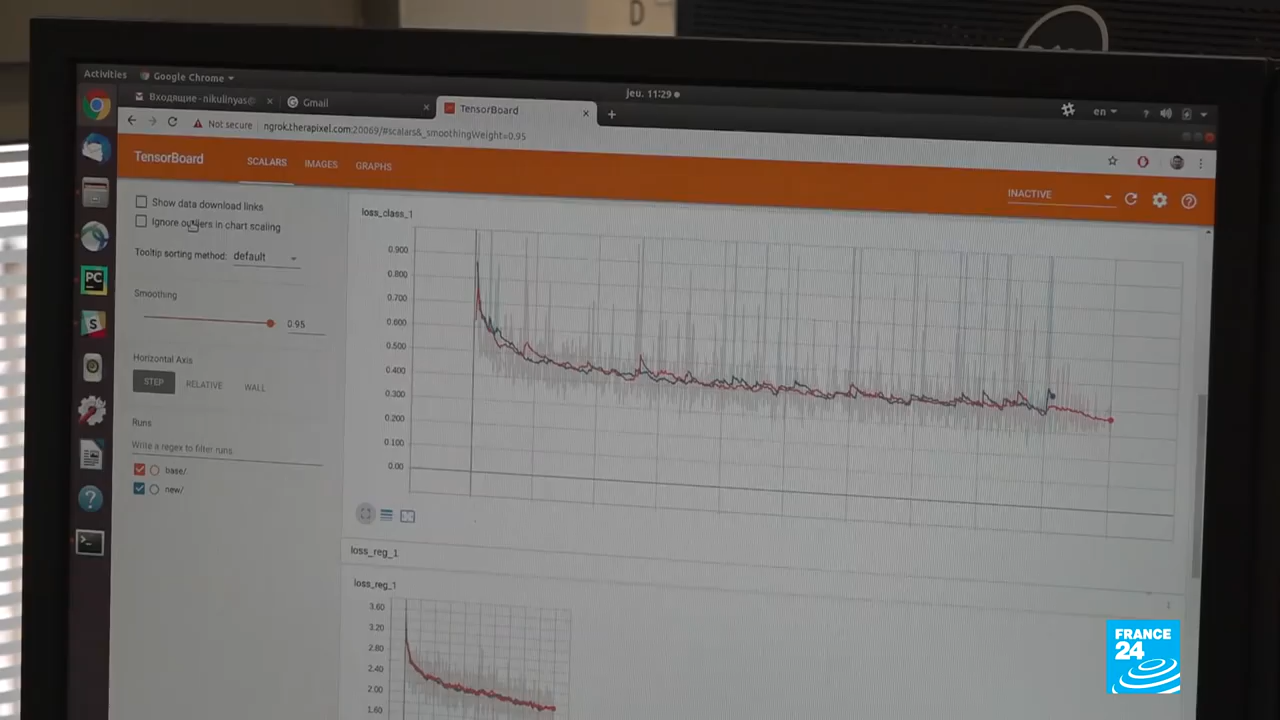 D
Activities
Google Chrome
jeu. 11:29
en
Входящие - nikulinyas@
Gmail
TensorBoard
Not secure
ngrok.therapixel.com:20069/#scalars&_smoothingWeight=0.95
TensorBoard
SCALARS
IMAGES
GRAPHS
INACTIVE
Show data download links
Ignore outliers in chart scaling
Tooltip sorting method:
default
Smoothing
0.95
Horizontal Axis
STEP
RELATIVE
WALL
Runs
Write a regex to filter runs
base/.
new/
loss_class_1
0.900
0.800
0.700
0.600
0.500
0.400
0.300
0.200
0.100
0.00
loss_reg_1
loss_reg_1
3.60
3.20
2.80
2.40
2.00
1.60
PC
S
FRANCE
24